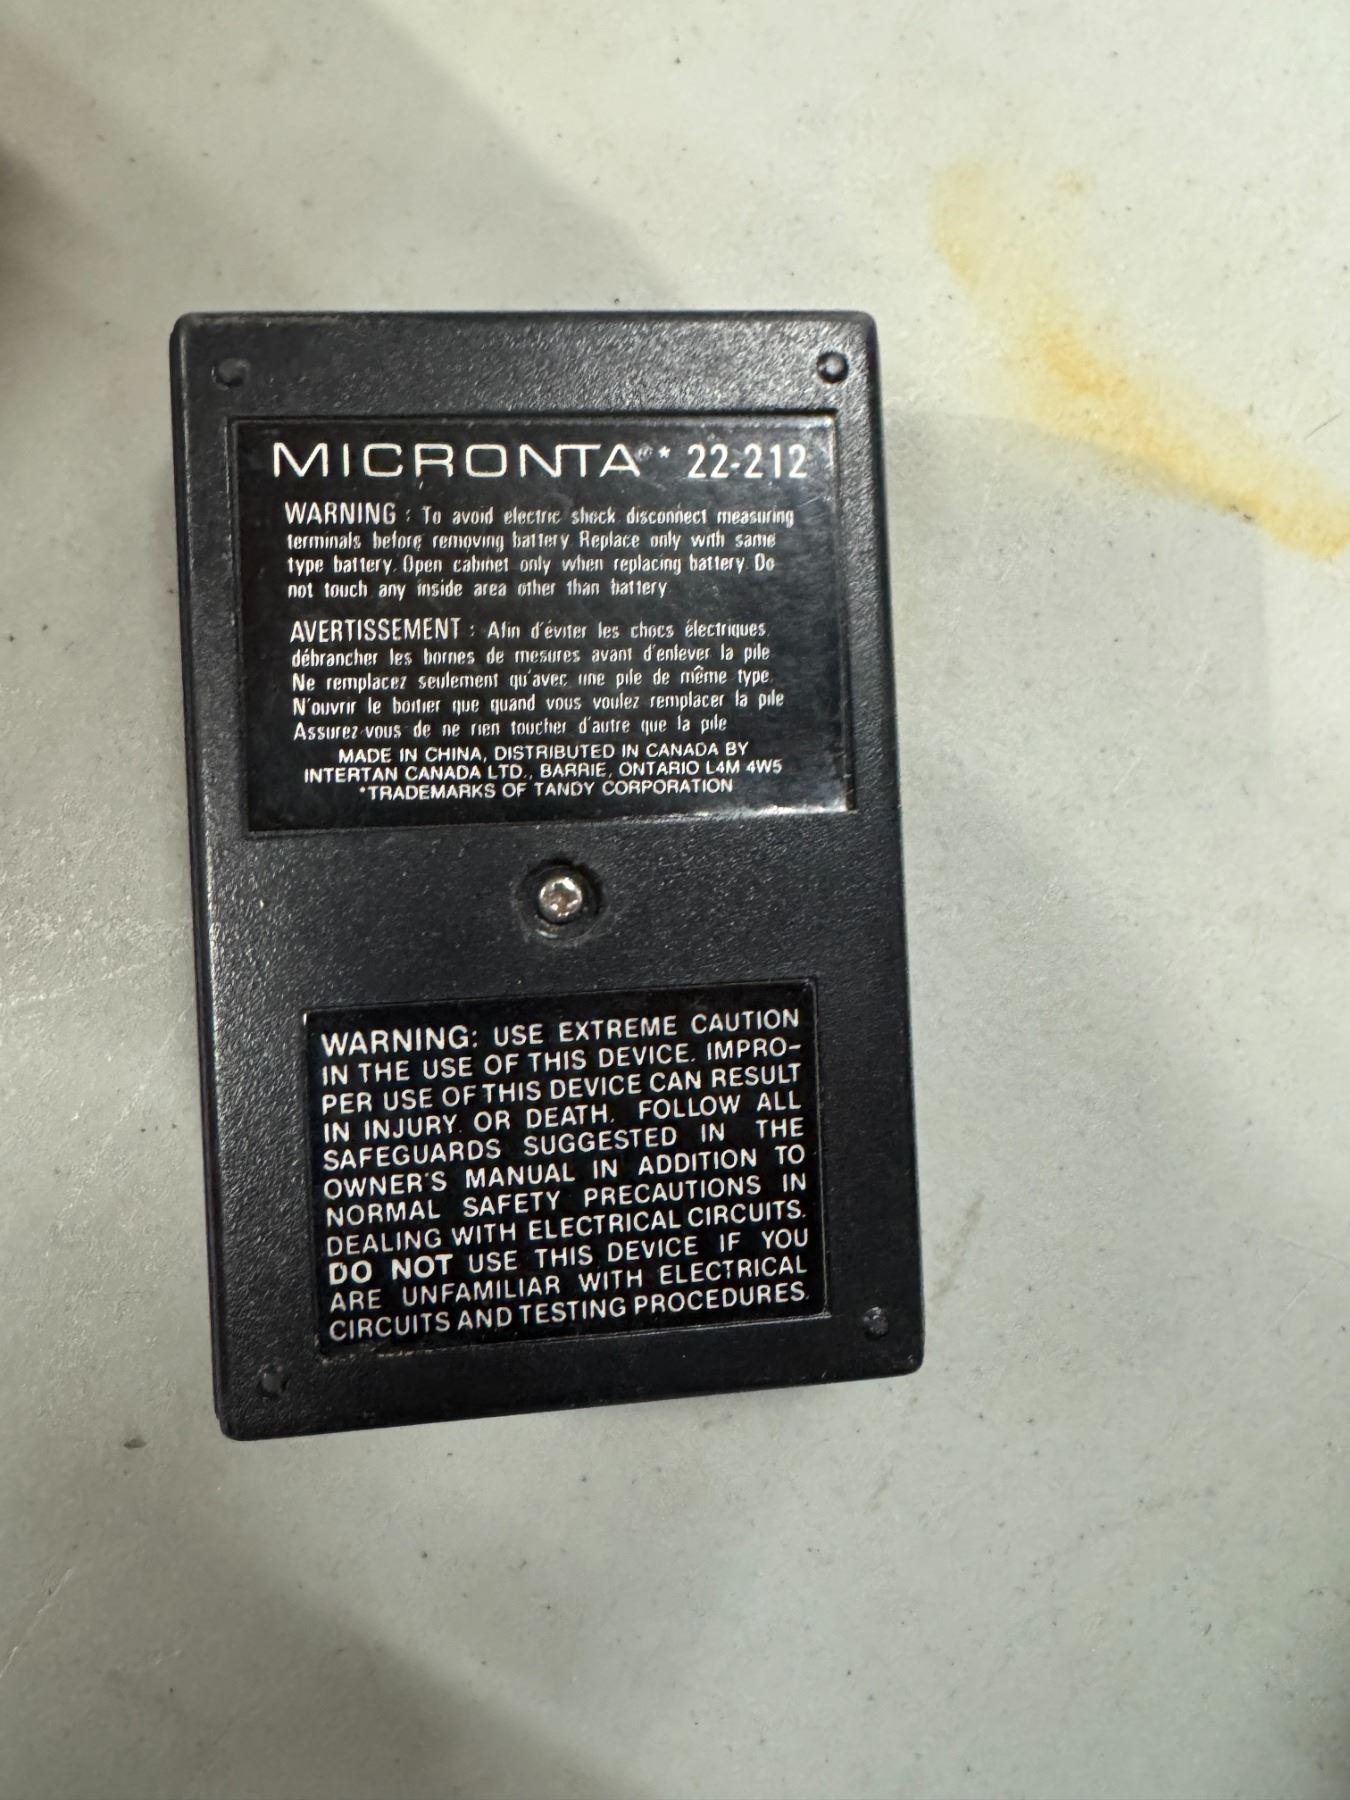 MICRONTA®* 22-212
WARNING : To avoid electric shock, disconnect measuring
terminals before removing battery. Replace only with same
type battery. Open cabinet only when replacing battery. Do
not touch any inside area other than battery
AVERTISSEMENT : Afin d'éviter les chocs électriques,
débrancher les bornes de mesures avant d'enlever la pile
Ne remplacez seulement qu'avec une pile de même type.
N'ouvrir le boîtier que quand vous voulez remplacer la pile
Assurez-vous de ne rien toucher d'autre que la pile
MADE IN CHINA, DISTRIBUTED IN CANADA BY
INTERTAN CANADA LTD., BARRIE, ONTARIO L4M 4W5
*TRADEMARKS OF TANDY CORPORATION
WARNING: USE EXTREME CAUTION
IN THE USE OF THIS DEVICE. IMPRO-
PER USE OF THIS DEVICE CAN RESULT
IN INJURY OR DEATH. FOLLOW ALL
SAFEGUARDS SUGGESTED IN THE
OWNER'S MANUAL IN ADDITION TO
NORMAL SAFETY PRECAUTIONS IN
DEALING WITH ELECTRICAL CIRCUITS.
DO NOT USE THIS DEVICE IF YOU
ARE UNFAMILIAR WITH ELECTRICAL
CIRCUITS AND TESTING PROCEDURES.